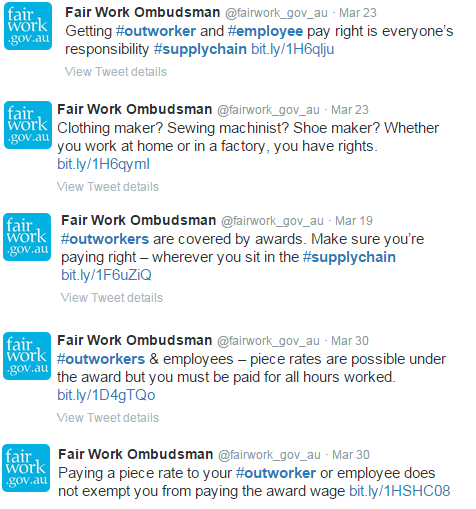 fair
work
.gov.au
Fair Work Ombudsman @fairwork_gov_au · Mar 23
Getting #outworker and #employee pay right is everyone's
responsibility #supplychain bit.ly/1H6qlju
View Tweet details
fair
work
.gov.au
Fair Work Ombudsman @fairwork_gov_au · Mar 23
Clothing maker? Sewing machinist? Shoe maker? Whether
you work at home or in a factory, you have rights.
bit.ly/1H6qymI
View Tweet details
fair
work
.gov.au
Fair Work Ombudsman @fairwork_gov_au · Mar 19
#outworkers are covered by awards. Make sure you're
paying right – wherever you sit in the #supplychain
bit.ly/1F6uZiQ
View Tweet details
fair
work
.gov.au
Fair Work Ombudsman @fairwork_gov_au · Mar 30
#outworkers & employees – piece rates are possible under
the award but you must be paid for all hours worked.
bit.ly/1D4gTQo
View Tweet details
fair
work
.gov.au
Fair Work Ombudsman @fairwork_gov_au · Mar 30
Paying a piece rate to your #outworker or employee does
not exempt you from paying the award wage bit.ly/1HSHC08